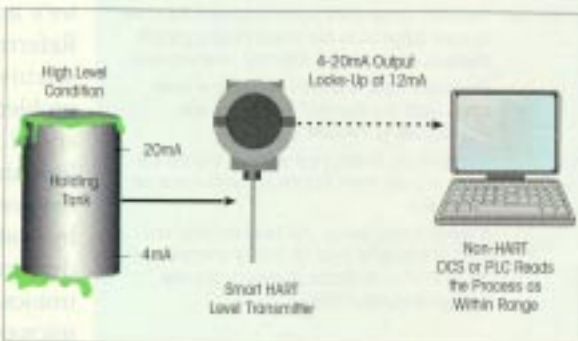 High Level
Condition
20mA
Holding
Tank
4mA
4-20mA Output
Locks-Up at 12mA
Smart HART
Level Transmitter
Non-HART
DCS or PLC Reads
the Process as
Within Range